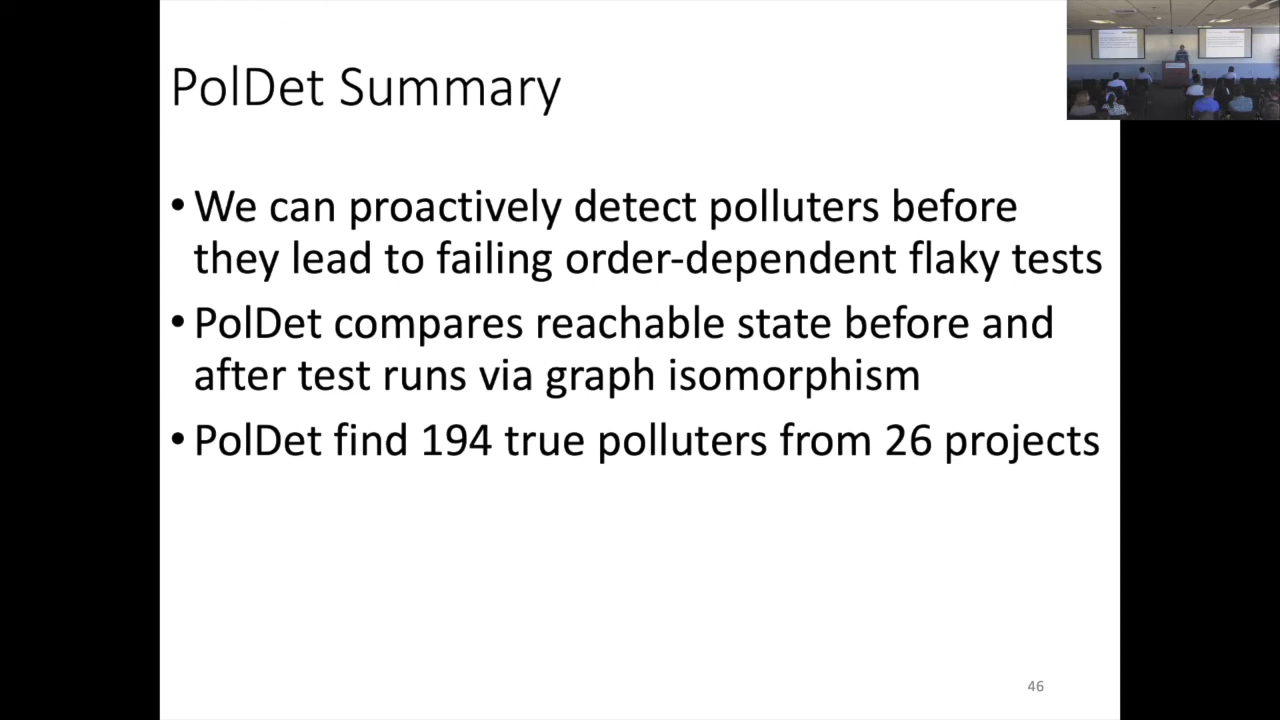 PolDet Summary
• We can proactively detect polluters before
they lead to failing order-dependent flaky tests
• PolDet compares reachable state before and
after test runs via graph isomorphism
• PolDet find 194 true polluters from 26 projects
46